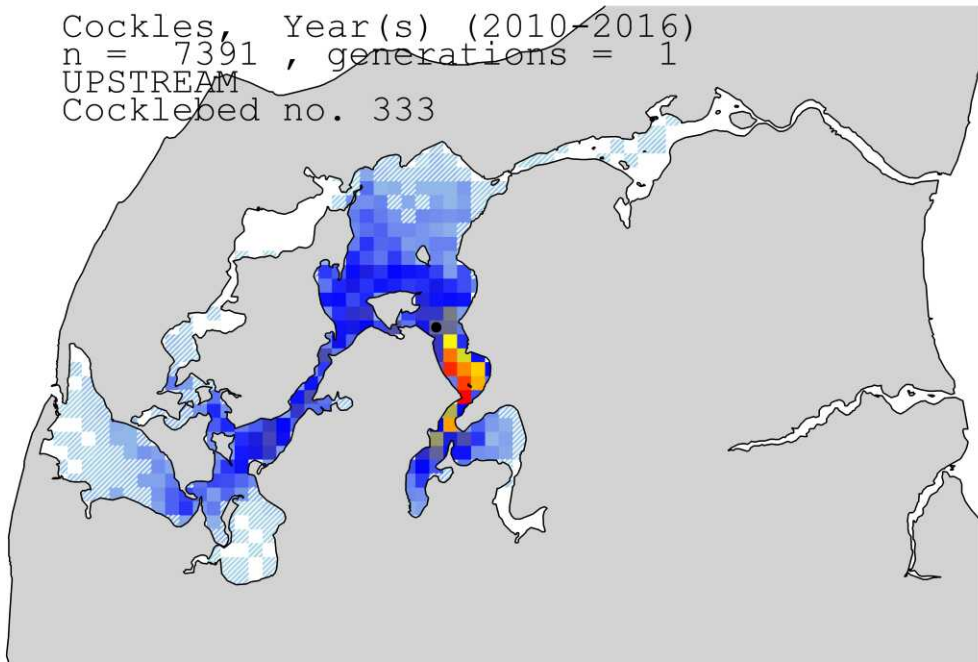 Cockles, Year(s) (2010-2016)
n = 7391 , generations = 1
UPSTREAM
Cocklebed no. 333